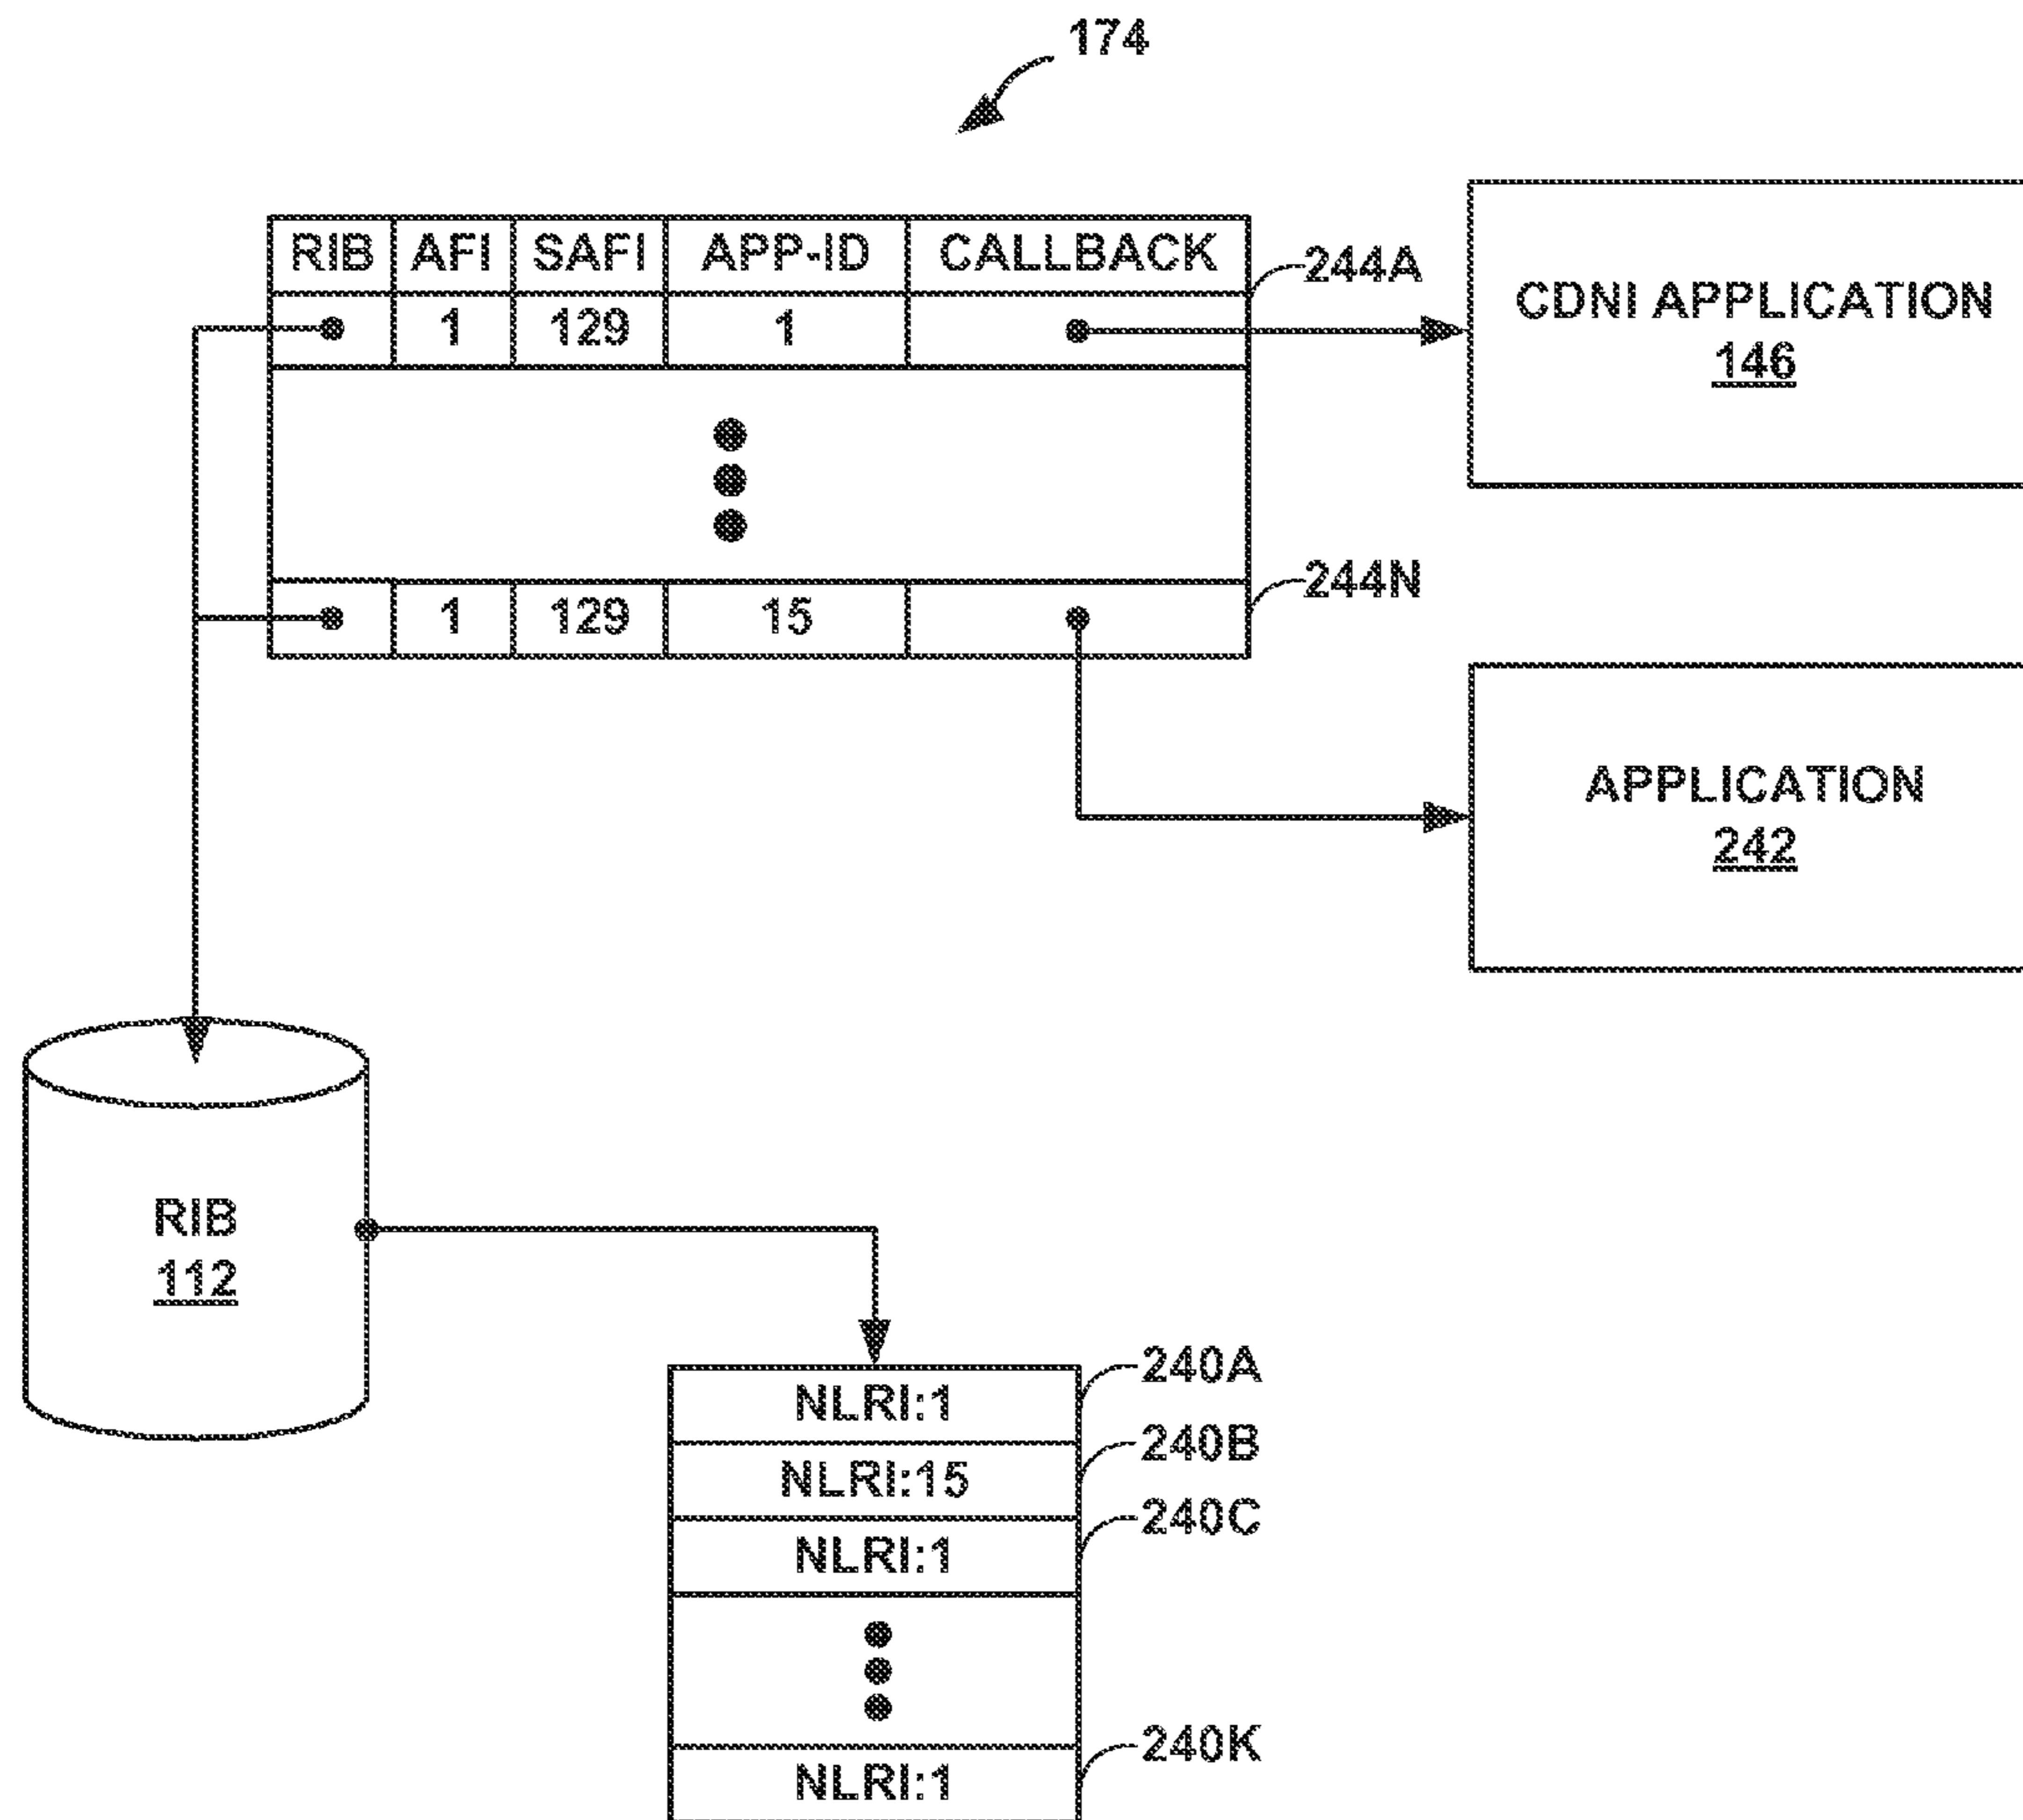 174
RIB AFI SAFI APP-ID CALLBACK
244A
1 129 1
CDNI APPLICATION
146
244N
1 129 15
APPLICATION
242
RIB
112
240A
NLRI:1
240B
NLRI:15
240C
NLRI:1
240K
NLRI:1